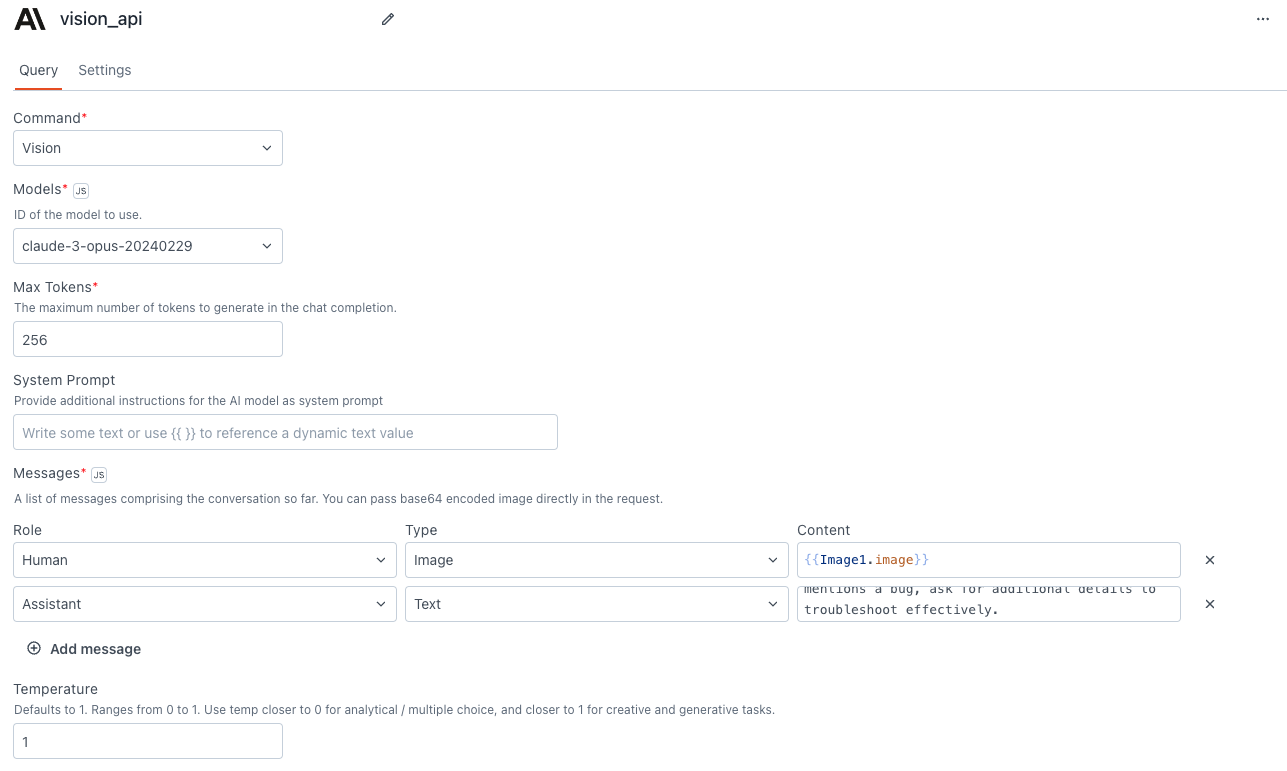 vision_api
Query Settings
Command*
Vision
Models* JS
ID of the model to use.
claude-3-opus-20240229
Max Tokens*
The maximum number of tokens to generate in the chat completion.
256
System Prompt
Provide additional instructions for the AI model as system prompt
Write some text or use {{ }} to reference a dynamic text value
Messages* JS
A list of messages comprising the conversation so far. You can pass base64 encoded image directly in the request.
Role Type Content
Human Image {{Image1.image}}
Assistant Text mentions a bug, ask for additional details to
troubleshoot effectively.
Add message
Temperature
Defaults to 1. Ranges from 0 to 1. Use temp closer to 0 for analytical / multiple choice, and closer to 1 for creative and generative tasks.
1